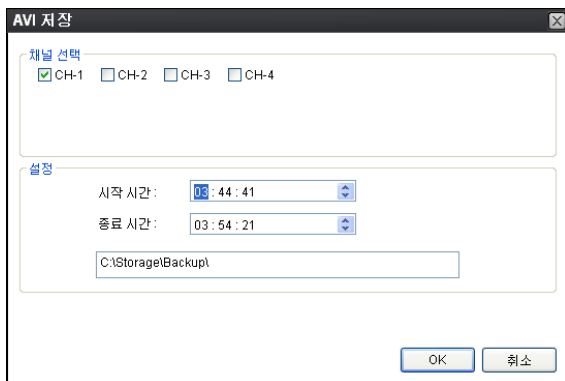 AVI 저장
채널 선택
CH-1 CH-2 CH-3 CH-4
설정
시작 시간 : 03 : 44 : 41
종료 시간 : 03 : 54 : 21
C:\Storage\Backup\
OK 취소